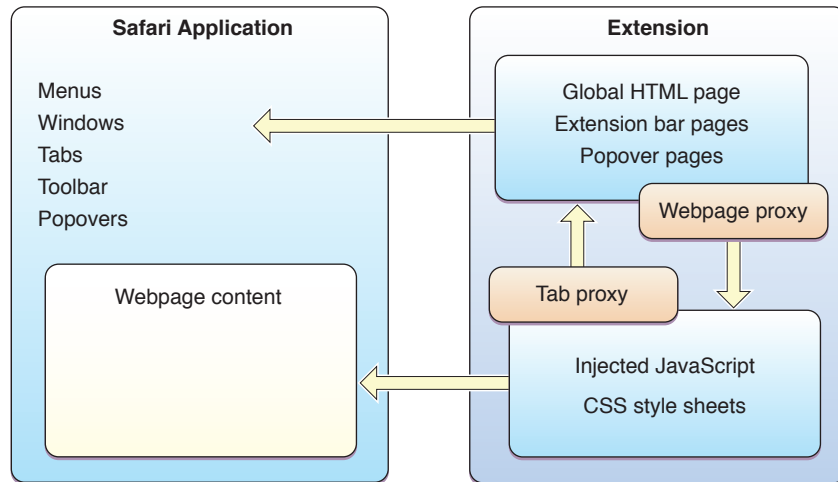 Safari Application
Menus
Windows
Tabs
Toolbar
Popovers
Webpage content
Extension
Global HTML page
Extension bar pages
Popover pages
Webpage proxy
Tab proxy
Injected JavaScript
CSS style sheets